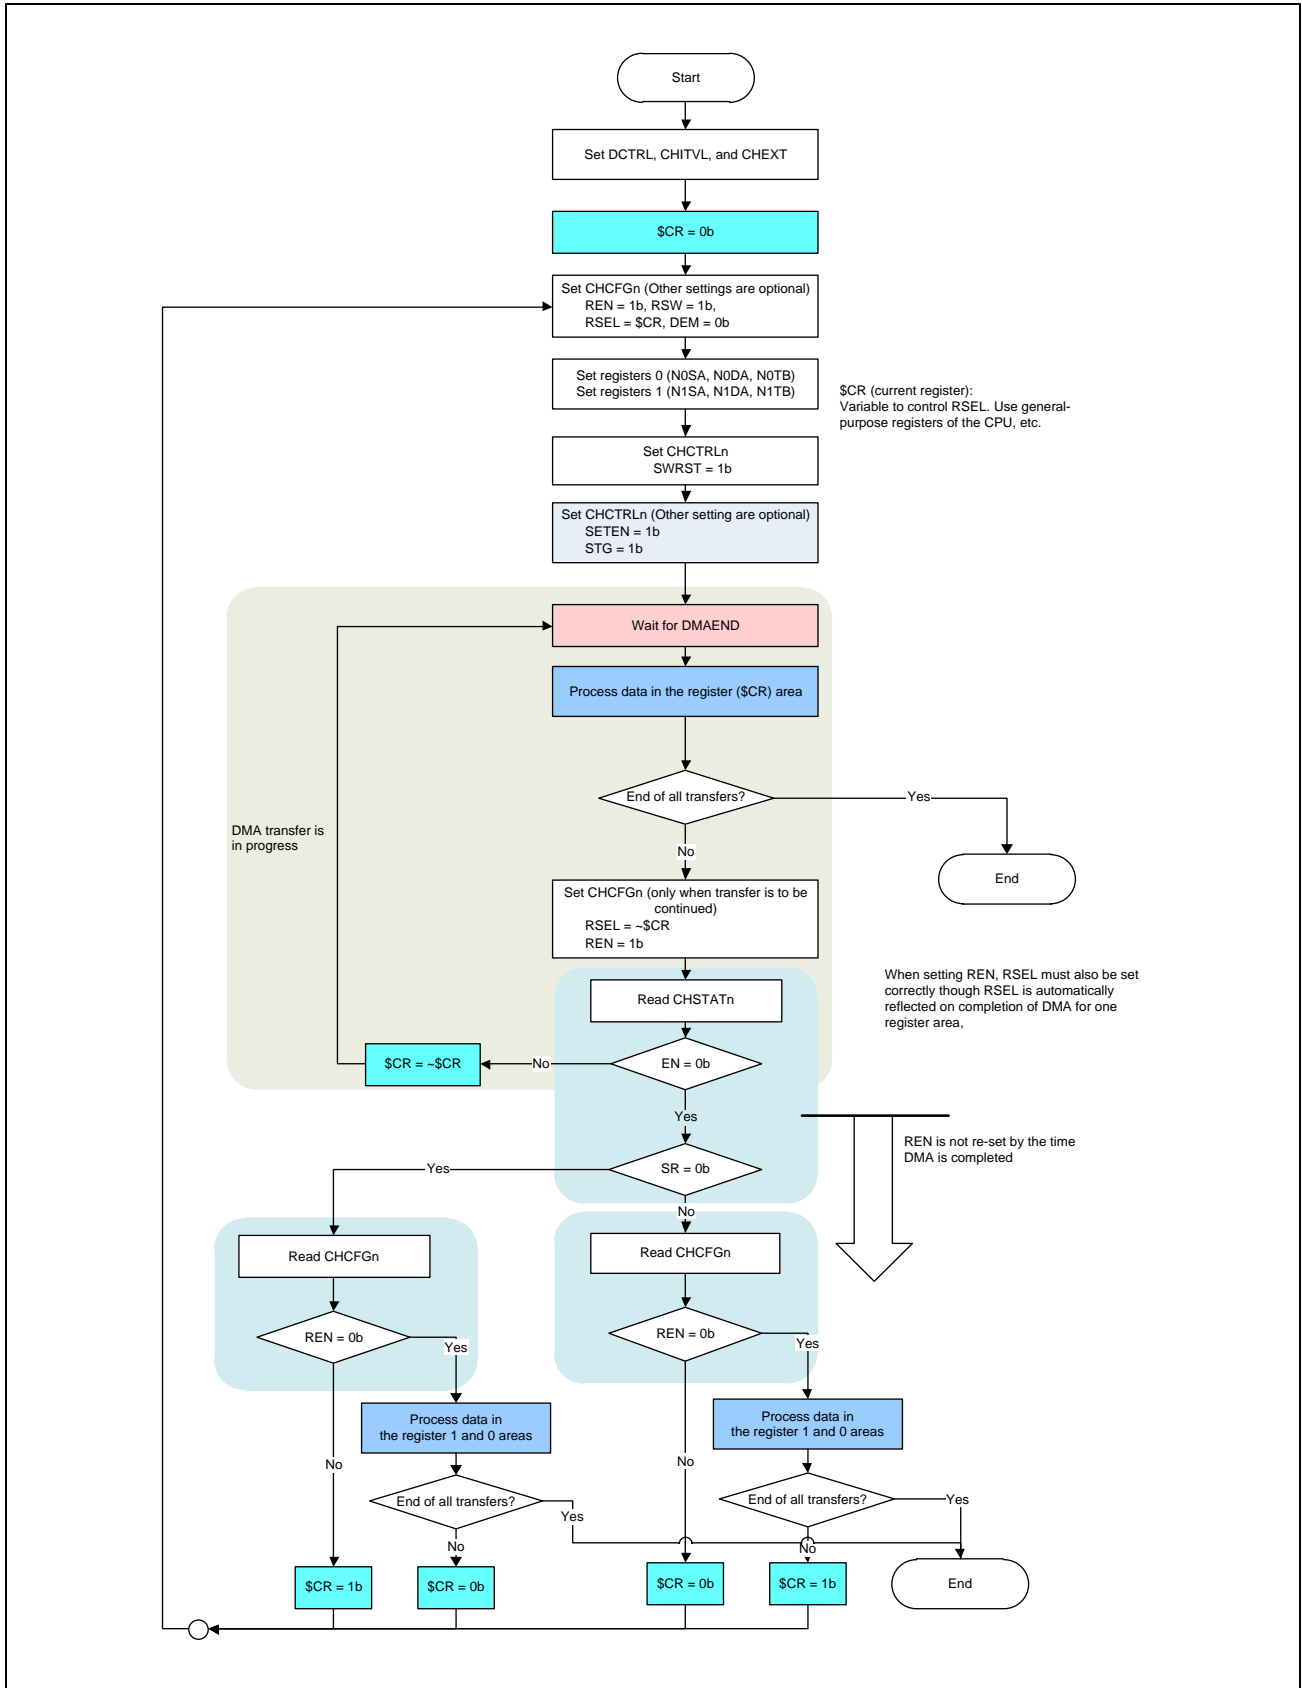 Start
Set DCTRL, CHITVL, and CHEXT
$CR = 0b
Set CHCFGn (Other settings are optional)
REN = 1b, RSW = 1b,
RSEL = $CR, DEM = 0b
Set registers 0 (N0SA, N0DA, N0TB)
Set registers 1 (N1SA, N1DA, N1TB)
$CR (current register):
Variable to control RSEL. Use general-
purpose registers of the CPU, etc.
Set CHCTRLn
SWRST = 1b
Set CHCTRLn (Other setting are optional)
SETEN = 1b
STG = 1b
Wait for DMAEND
Process data in the register ($CR) area
End of all transfers?
Yes
DMA transfer is
in progress
No
End
Set CHCFGn (only when transfer is to be
continued)
RSEL = ~$CR
REN = 1b
When setting REN, RSEL must also be set
correctly though RSEL is automatically
reflected on completion of DMA for one
register area,
Read CHSTATn
$CR = ~$CR
No
EN = 0b
Yes
REN is not re-set by the time
DMA is completed
Yes
SR = 0b
No
Read CHCFGn
Read CHCFGn
REN = 0b
Yes
REN = 0b
Yes
Process data in
the register 1 and 0 areas
Process data in
the register 1 and 0 areas
No
No
End of all transfers?
Yes
End of all transfers?
Yes
No
No
$CR = 1b
$CR = 0b
$CR = 0b
$CR = 1b
End